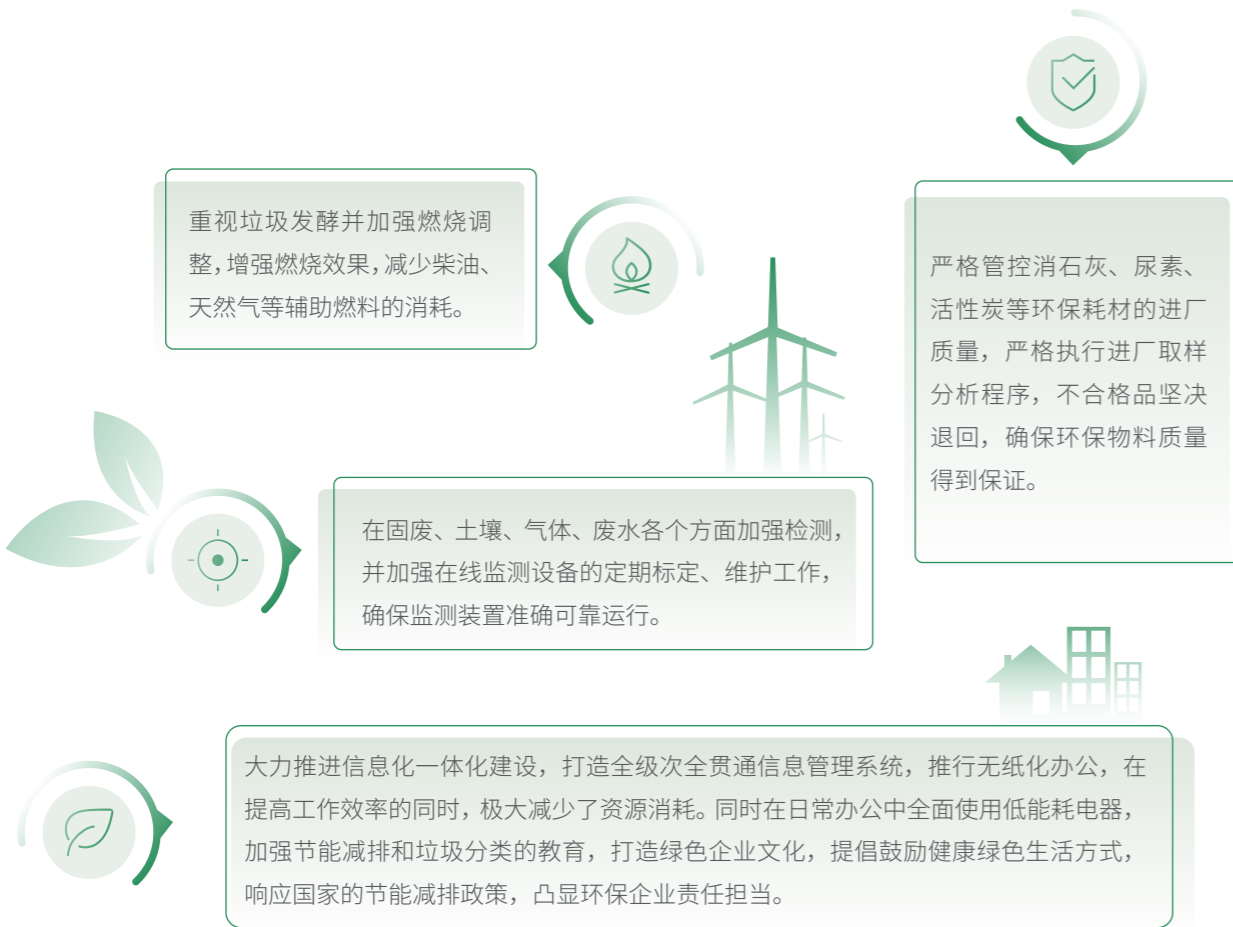 重视垃圾发酵并加强燃烧调
整，增强燃烧效果，减少柴油、
天然气等辅助燃料的消耗。
严格管控消石灰、尿素、
活性炭等环保耗材的进厂
质量，严格执行进厂取样
分析程序，不合格品坚决
退回，确保环保物料质量
得到保证。
在固废、土壤、气体、废水各个方面加强检测，
并加强在线监测设备的定期标定、维护工作，
确保监测装置准确可靠运行。
大力推进信息化一体化建设，打造全级次全贯通信息管理系统，推行无纸化办公，在
提高工作效率的同时，极大减少了资源消耗。同时在日常办公中全面使用低能耗电器，
加强节能减排和垃圾分类的教育，打造绿色企业文化，提倡鼓励健康绿色生活方式，
响应国家的节能减排政策，凸显环保企业责任担当。